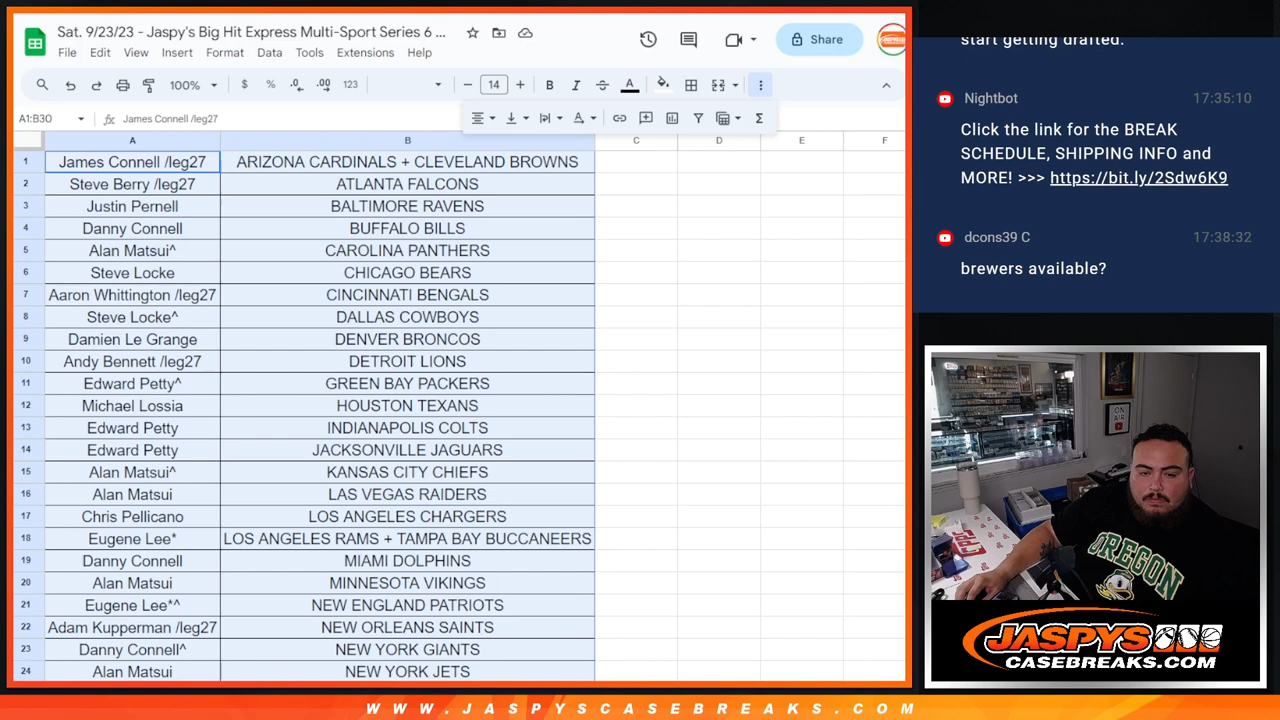 Sat. 9/23/23 - Jaspy's Big Hit Express Multi-Sport Series 6 ...
File Edit View Insert Format Data Tools Extensions Help
Share
100% $ % .0 .00 123 14 B I A
A1:B30 fx James Connell /leg27
A B C D E F
1 James Connell /leg27 ARIZONA CARDINALS + CLEVELAND BROWNS
2 Steve Berry /leg27 ATLANTA FALCONS
3 Justin Pernell BALTIMORE RAVENS
4 Danny Connell BUFFALO BILLS
5 Alan Matsui^ CAROLINA PANTHERS
6 Steve Locke CHICAGO BEARS
7 Aaron Whittington /leg27 CINCINNATI BENGALS
8 Steve Locke^ DALLAS COWBOYS
9 Damien Le Grange DENVER BRONCOS
10 Andy Bennett /leg27 DETROIT LIONS
11 Edward Petty^ GREEN BAY PACKERS
12 Michael Lossia HOUSTON TEXANS
13 Edward Petty INDIANAPOLIS COLTS
14 Edward Petty JACKSONVILLE JAGUARS
15 Alan Matsui^ KANSAS CITY CHIEFS
16 Alan Matsui LAS VEGAS RAIDERS
17 Chris Pellicano LOS ANGELES CHARGERS
18 Eugene Lee* LOS ANGELES RAMS + TAMPA BAY BUCCANEERS
19 Danny Connell MIAMI DOLPHINS
20 Alan Matsui MINNESOTA VIKINGS
21 Eugene Lee*^ NEW ENGLAND PATRIOTS
22 Adam Kupperman /leg27 NEW ORLEANS SAINTS
23 Danny Connell^ NEW YORK GIANTS
24 Alan Matsui NEW YORK JETS
start getting drafted.
Nightbot 17:35:10
Click the link for the BREAK
SCHEDULE, SHIPPING INFO and
MORE! >>> https://bit.ly/2Sdw6K9
dcons39 C 17:38:32
brewers available?
ON
AIR
OREGON
JASPYS
CASEBREAKS.COM
WWW.JASPYSCASEBREAKS.COM